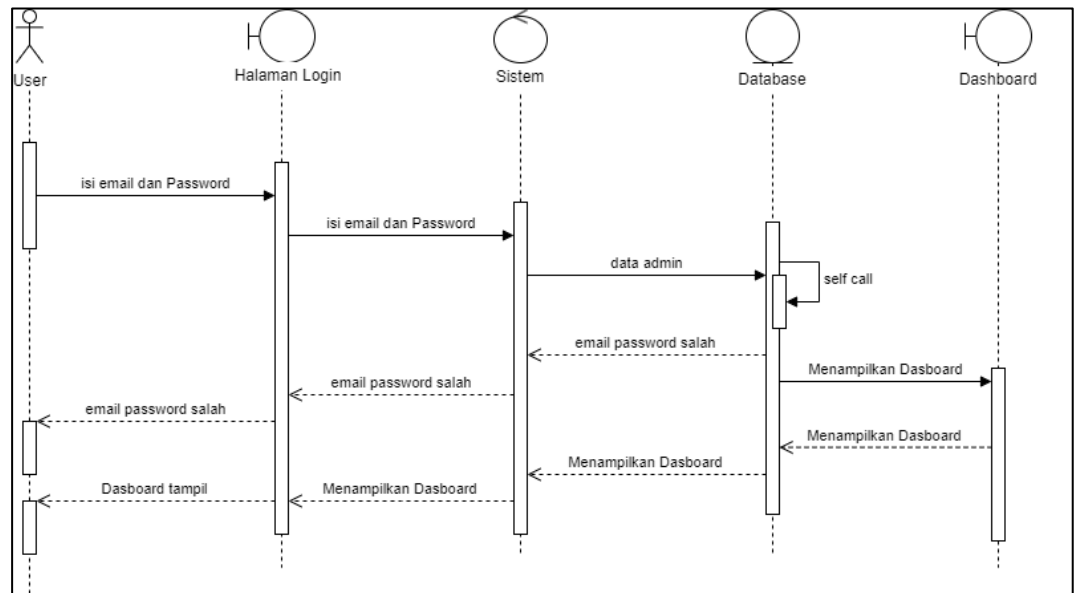 User
Halaman Login
Sistem
Database
Dashboard
isi email dan Password
isi email dan Password
data admin
self call
email password salah
Menampilkan Dasboard
email password salah
email password salah
Menampilkan Dasboard
Menampilkan Dasboard
Dasboard tampil
Menampilkan Dasboard